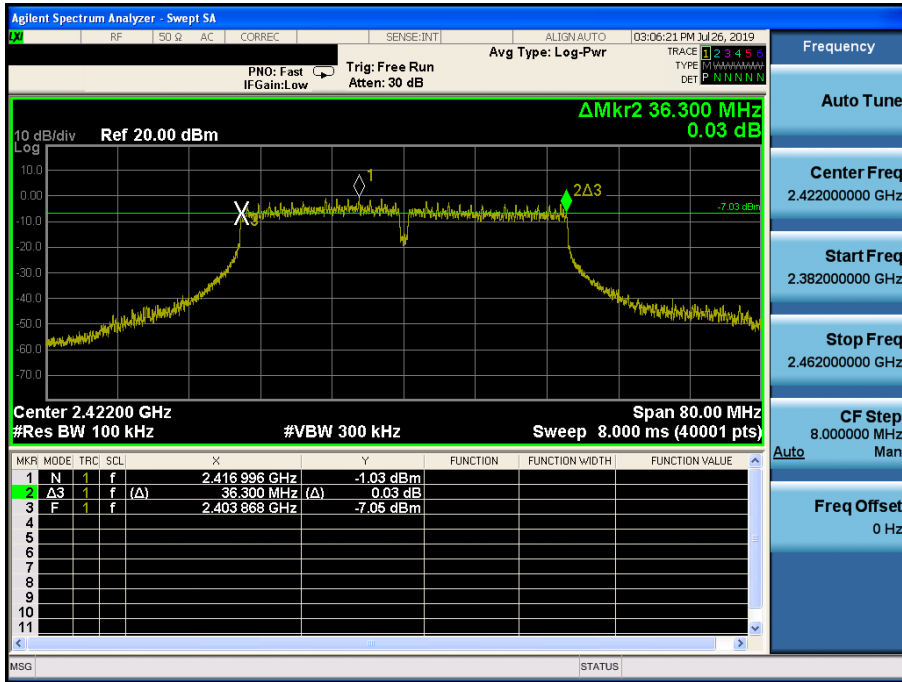 Agilent Spectrum Analyzer - Swept SA
LXI RF 50 Ω AC CORREC SENSE:INT ALIGN AUTO 03:06:21 PM Jul 26, 2019
Avg Type: Log-Pwr
TRACE 1 2 3 4 5 6
TYPE M W W W W W
DET P N N N N N
PNO: Fast
IFGain:Low
Trig: Free Run
Atten: 30 dB
ΔMkr2 36.300 MHz
0.03 dB
10 dB/div Ref 20.00 dBm
Log
10.0
0.00
-10.0
-20.0
-30.0
-40.0
-50.0
-60.0
-70.0
1
2Δ3
3
-7.03 dBm
Center 2.42200 GHz Span 80.00 MHz
#Res BW 100 kHz #VBW 300 kHz Sweep 8.000 ms (40001 pts)
MKR MODE TRC SCL X Y FUNCTION FUNCTION WIDTH FUNCTION VALUE
1 N 1 f 2.416 996 GHz -1.03 dBm
2 Δ3 1 f (Δ) 36.300 MHz (Δ) 0.03 dB
3 F 1 f 2.403 868 GHz -7.05 dBm
4
5
6
7
8
9
10
11
MSG STATUS
Frequency
Auto Tune
Center Freq
2.422000000 GHz
Start Freq
2.382000000 GHz
Stop Freq
2.462000000 GHz
CF Step
8.000000 MHz
Auto Man
Freq Offset
0 Hz